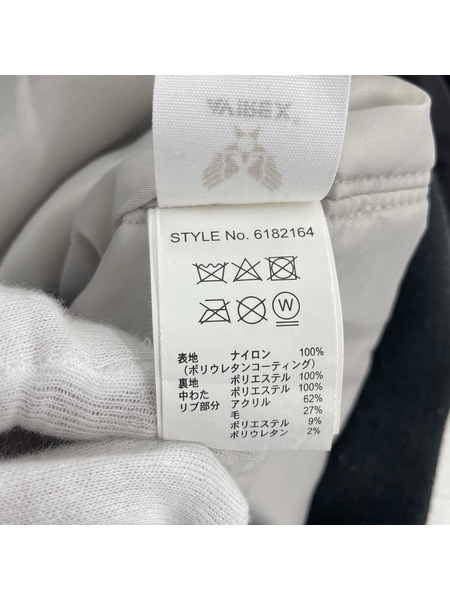 AVIREX
STYLE No. 6182164
W
表地 ナイロン 100%
(ポリウレタンコーティング)
裏地 ポリエステル 100%
中わた ポリエステル 100%
リブ部分 アクリル 62%
毛 27%
ポリエステル 9%
ポリウレタン 2%